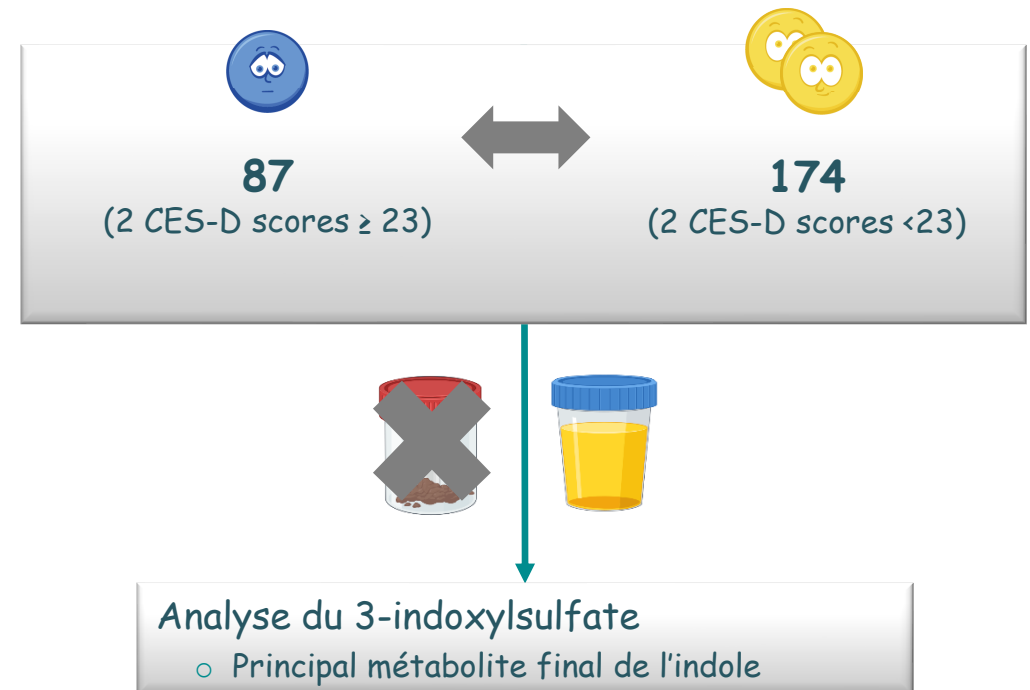 87
(2 CES-D scores ≥ 23)
174
(2 CES-D scores <23)
Analyse du 3-indoxylsulfate
o Principal métabolite final de l'indole